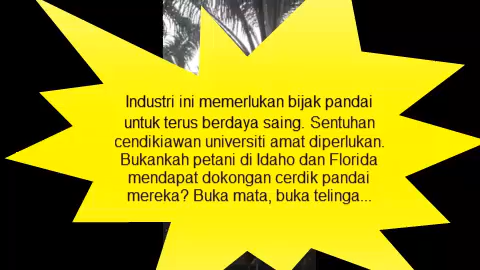 Industri ini memerlukan bijak pandai
untuk terus berdaya saing. Sentuhan
cendikiawan universiti amat diperlukan.
Bukankah petani di Idaho dan Florida
mendapat dokongan cerdik pandai
mereka? Buka mata, buka telinga...